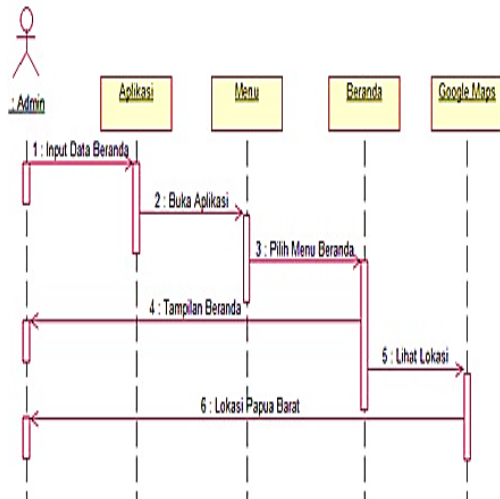 : Admin
Aplikasi
Menu
Beranda
Google Maps
1 : Input Data Beranda
2 : Buka Aplikasi
3 : Pilih Menu Beranda
4 : Tampilan Beranda
5 : Lihat Lokasi
6 : Lokasi Papua Barat